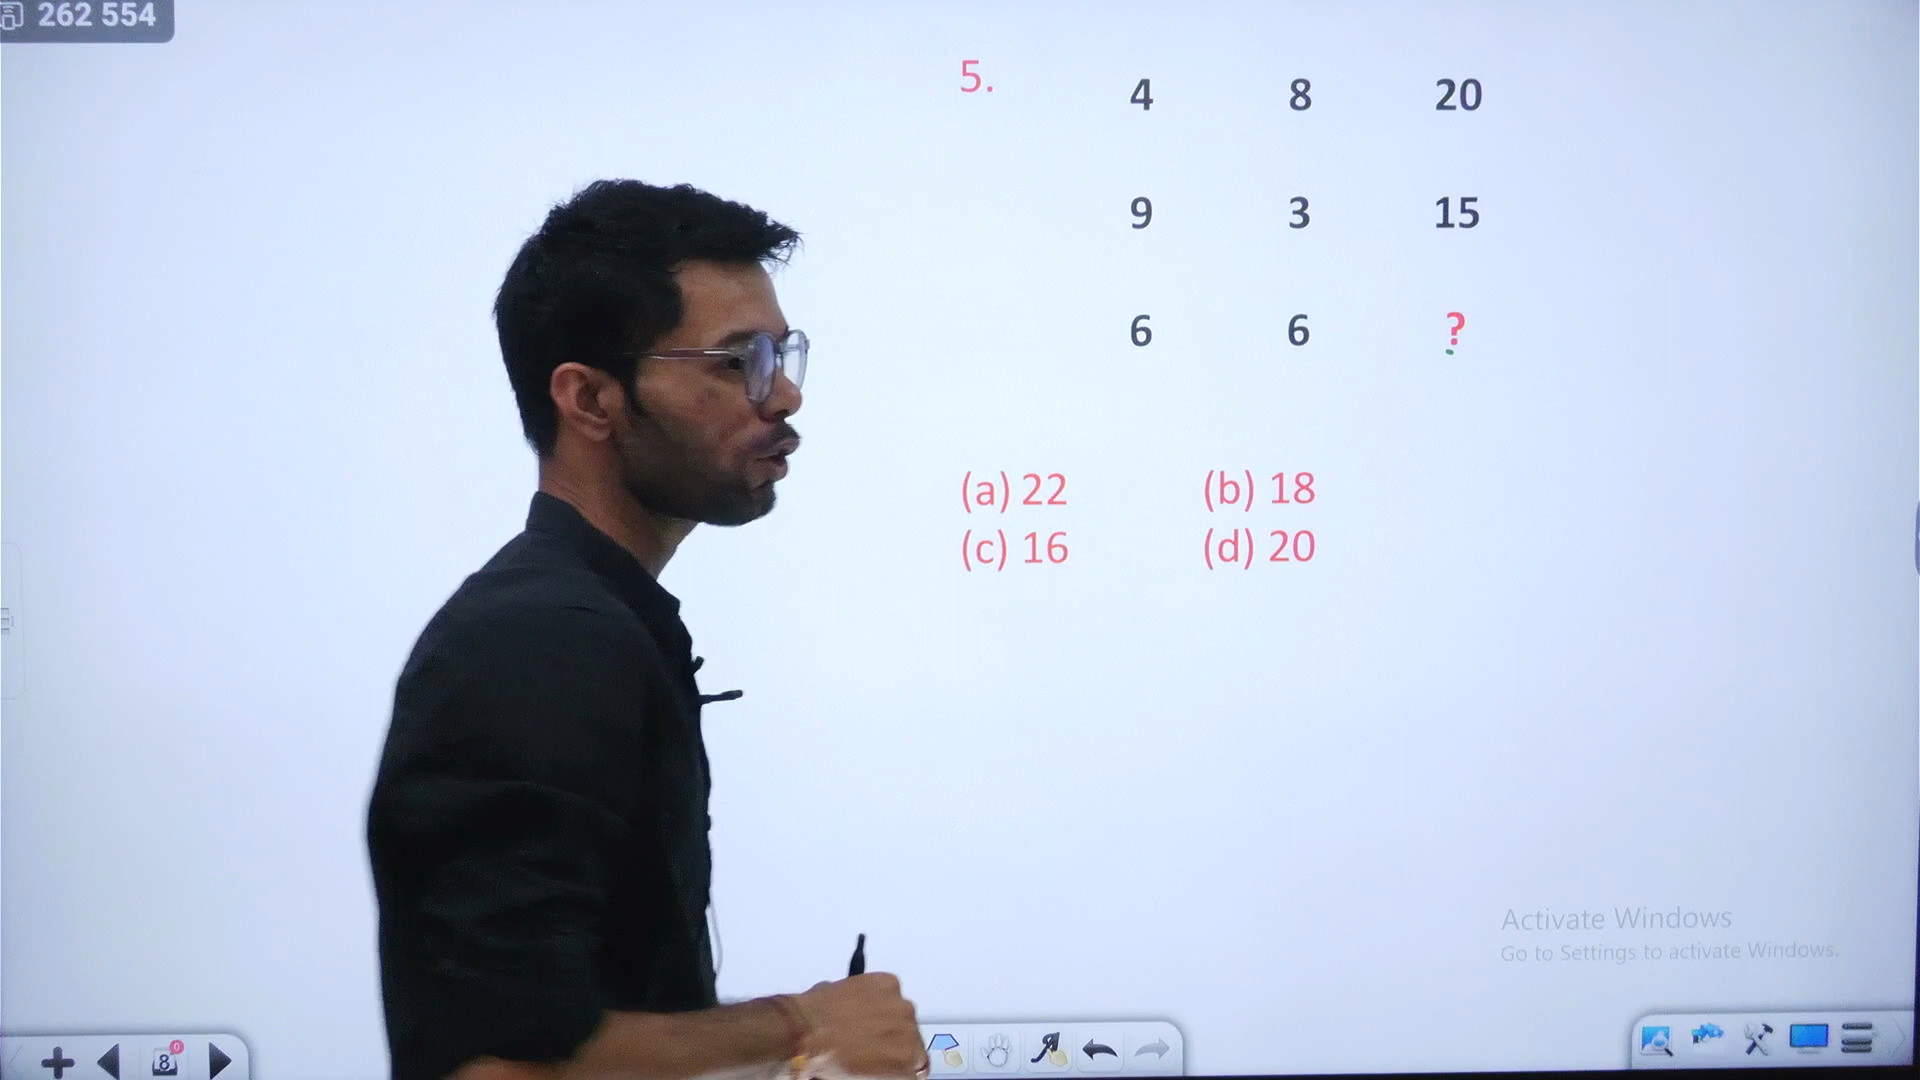 262 554
5. 4 8 20
9 3 15
6 6 ?
(a) 22 (b) 18
(c) 16 (d) 20
Activate Windows
Go to Settings to activate Windows.
8 0